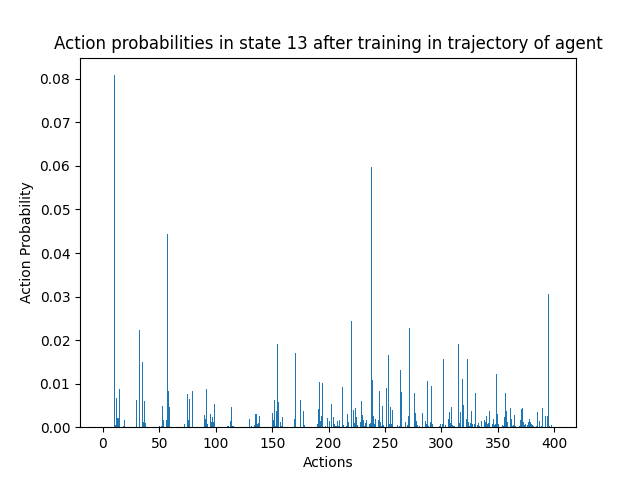 Action probabilities in state 13 after training in trajectory of agent
0.08
0.07
0.06
0.05
0.04
0.03
0.02
0.01
0.00
Action Probability
0 50 100 150 200 250 300 350 400
Actions